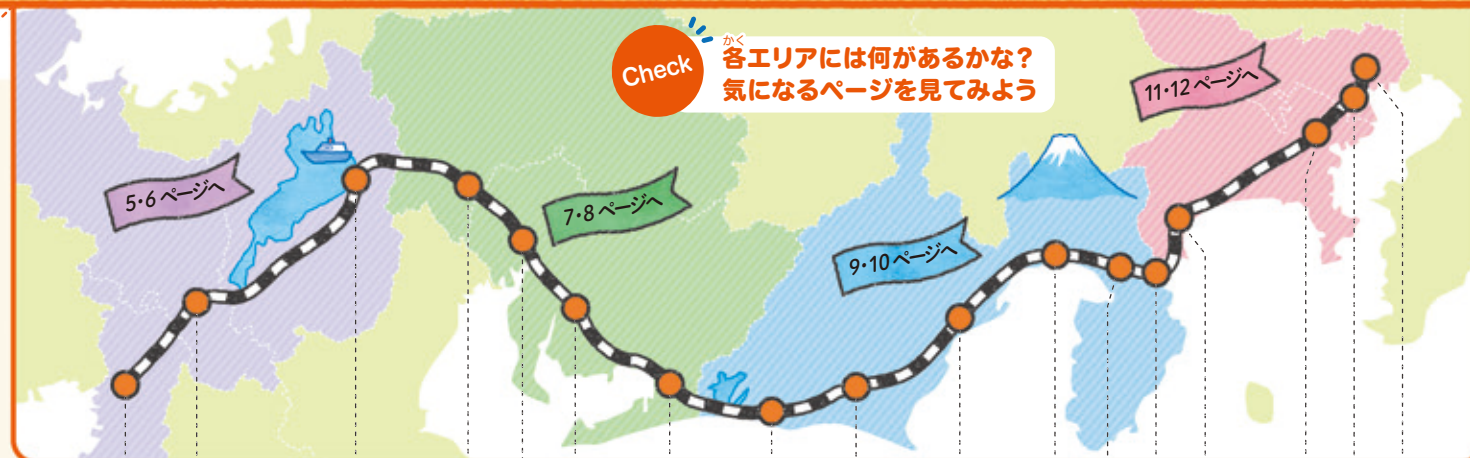 Check
各エリアには何があるかな?
かく
気になるページを見てみよう
5・6 ページへ
7・8 ページへ
9・10 ページへ
11・12 ページへ